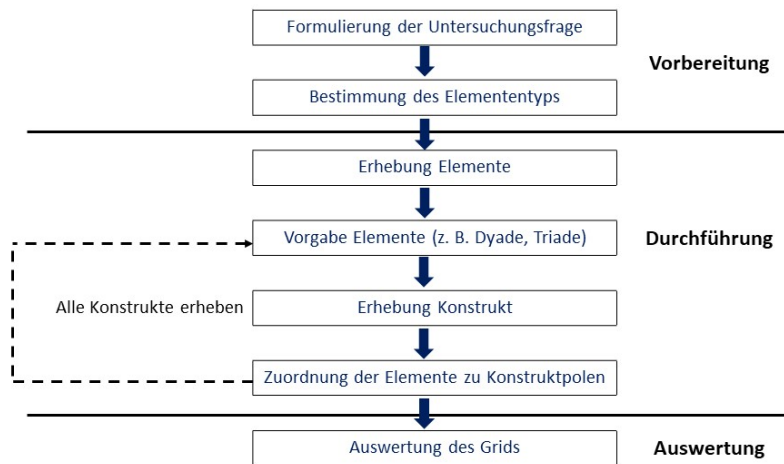 Formulierung der Untersuchungsfrage
Vorbereitung
Bestimmung des Elemententyps
Erhebung Elemente
Vorgabe Elemente (z. B. Dyade, Triade)
Durchführung
Alle Konstrukte erheben
Erhebung Konstrukt
Zuordnung der Elemente zu Konstruktpolen
Auswertung des Grids
Auswertung